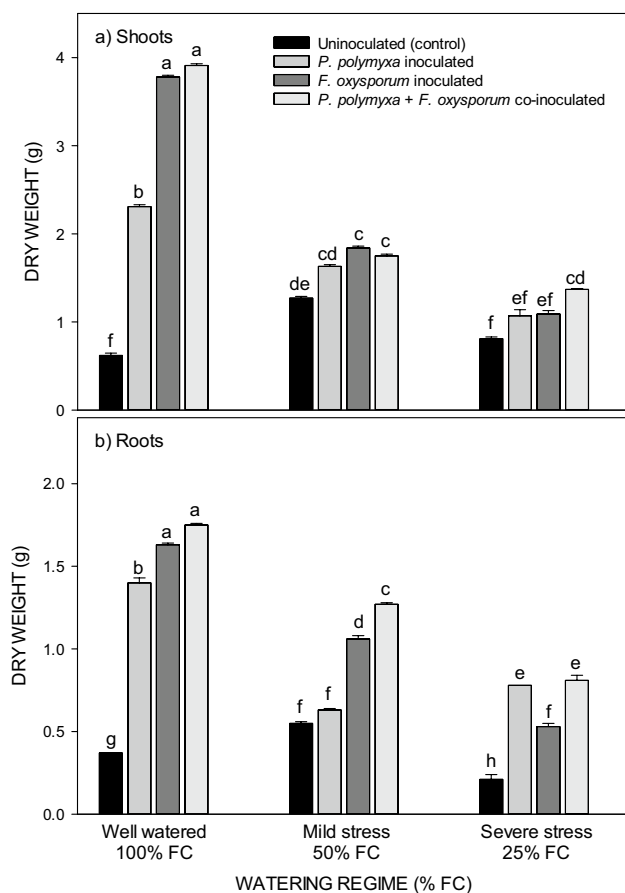 a) Shoots
Uninoculated (control)
P. polymyxa inoculated
F. oxysporum inoculated
P. polymyxa + F. oxysporum co-inoculated
DRY WEIGHT (g)
4
3
2
1
0
f
b
a
a
de
cd
c
c
f
ef
ef
cd
b) Roots
DRY WEIGHT (g)
2.0
1.5
1.0
0.5
0.0
g
b
a
a
f
f
d
c
h
e
f
e
Well watered
100% FC
Mild stress
50% FC
Severe stress
25% FC
WATERING REGIME (% FC)